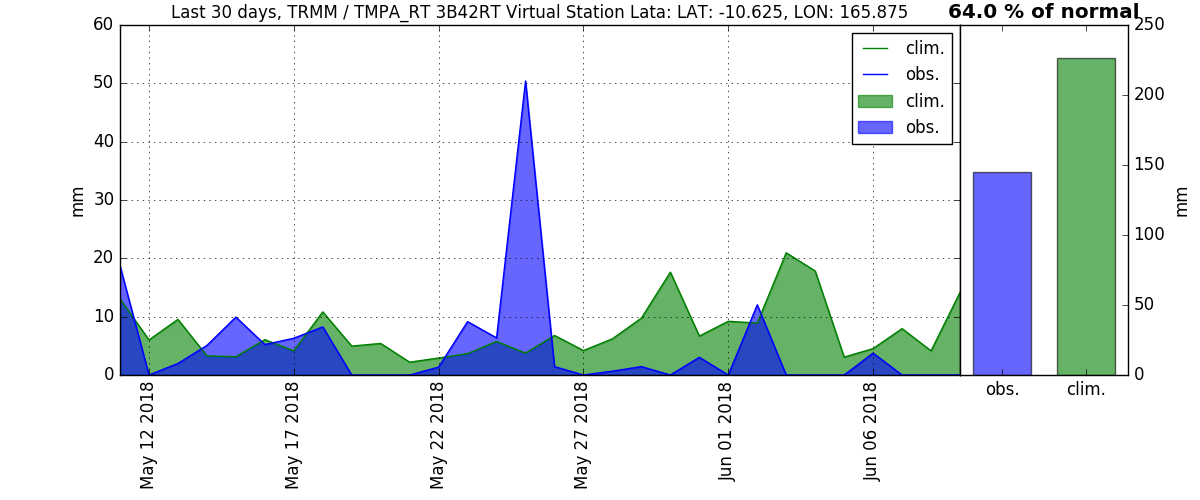 Last 30 days, TRMM / TMPA_RT 3B42RT Virtual Station Lata: LAT: -10.625, LON: 165.875
64.0 % of normal
60
50
40
30
20
10
0
mm
clim.
obs.
clim.
obs.
May 12 2018
May 17 2018
May 22 2018
May 27 2018
Jun 01 2018
Jun 06 2018
250
200
150
100
50
0
mm
obs.
clim.